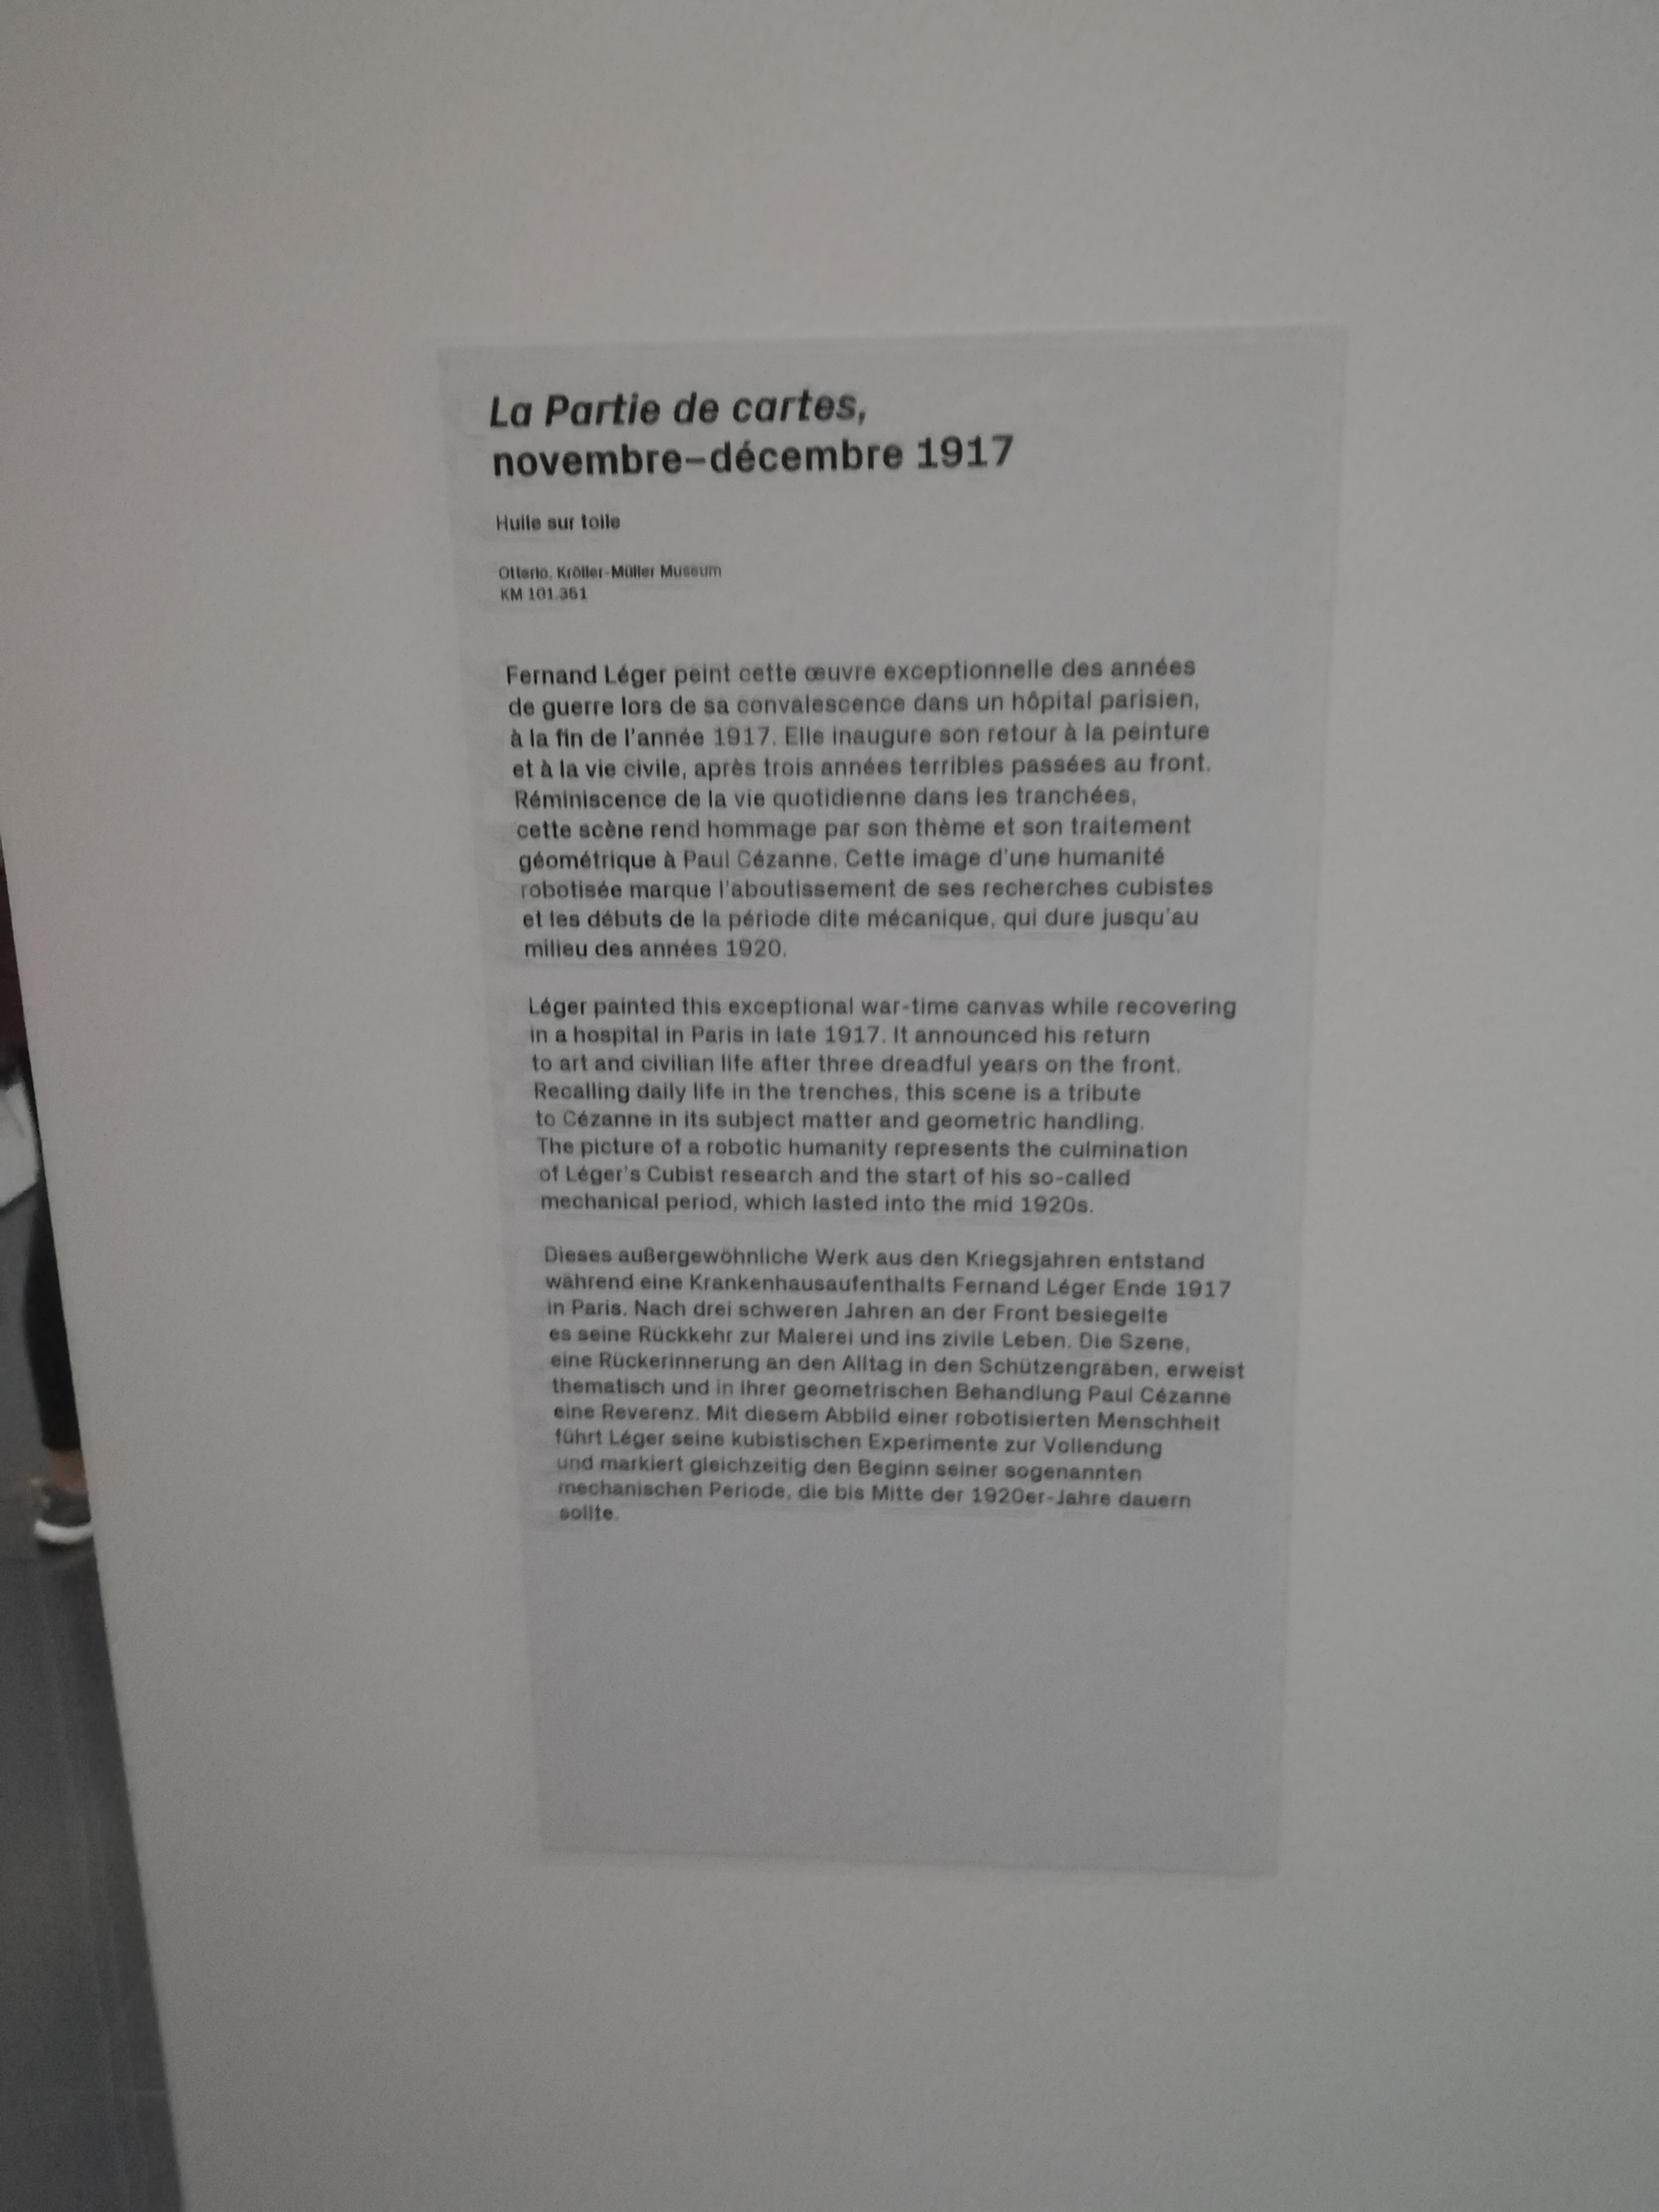 La Partie de cartes,
novembre–décembre 1917
Huile sur toile
Otterlo, Kröller-Müller Museum
KM 101.351
Fernand Léger peint cette œuvre exceptionnelle des années
de guerre lors de sa convalescence dans un hôpital parisien,
à la fin de l'année 1917. Elle inaugure son retour à la peinture
et à la vie civile, après trois années terribles passées au front.
Réminiscence de la vie quotidienne dans les tranchées,
cette scène rend hommage par son thème et son traitement
géométrique à Paul Cézanne. Cette image d'une humanité
robotisée marque l'aboutissement de ses recherches cubistes
et les débuts de la période dite mécanique, qui dure jusqu'au
milieu des années 1920.
Léger painted this exceptional war-time canvas while recovering
in a hospital in Paris in late 1917. It announced his return
to art and civilian life after three dreadful years on the front.
Recalling daily life in the trenches, this scene is a tribute
to Cézanne in its subject matter and geometric handling.
The picture of a robotic humanity represents the culmination
of Léger's Cubist research and the start of his so-called
mechanical period, which lasted into the mid 1920s.
Dieses außergewöhnliche Werk aus den Kriegsjahren entstand
während eine Krankenhausaufenthalts Fernand Léger Ende 1917
in Paris. Nach drei schweren Jahren an der Front besiegelte
es seine Rückkehr zur Malerei und ins zivile Leben. Die Szene,
eine Rückerinnerung an den Alltag in den Schützengräben, erweist
thematisch und in ihrer geometrischen Behandlung Paul Cézanne
eine Reverenz. Mit diesem Abbild einer robotisierten Menschheit
führt Léger seine kubistischen Experimente zur Vollendung
und markiert gleichzeitig den Beginn seiner sogenannten
mechanischen Periode, die bis Mitte der 1920er-Jahre dauern
sollte.